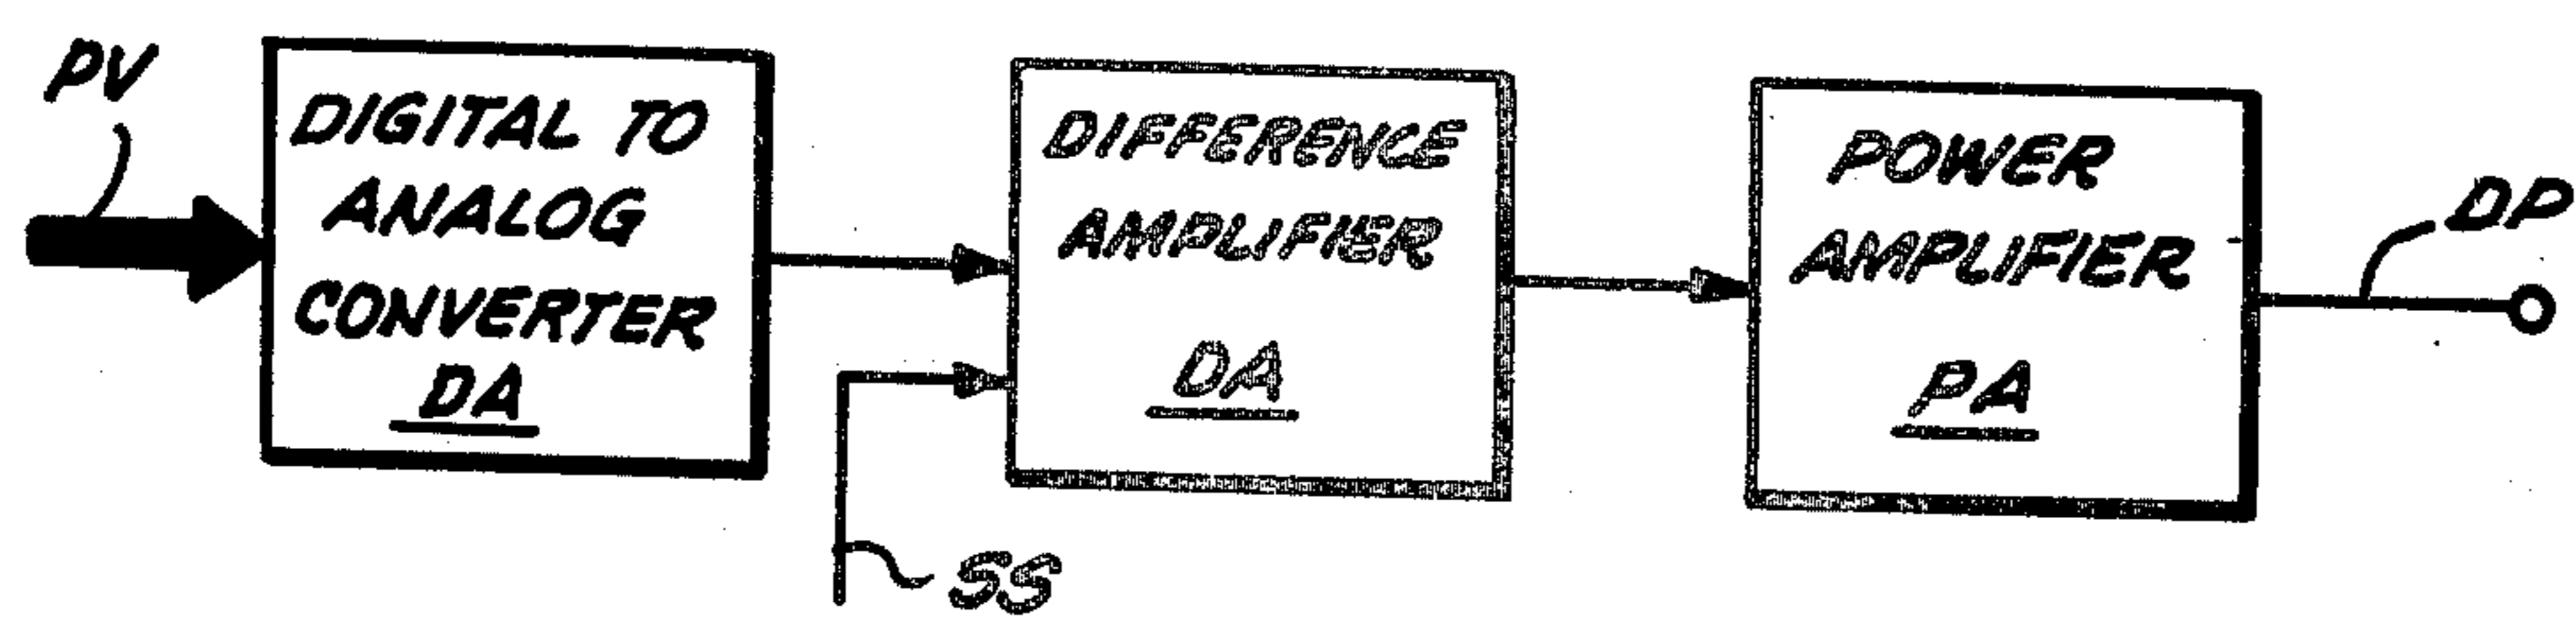 PV
DIGITAL TO
ANALOG
CONVERTER
DA
DIFFERENCE
AMPLIFIER
DA
SS
POWER
AMPLIFIER
PA
DP